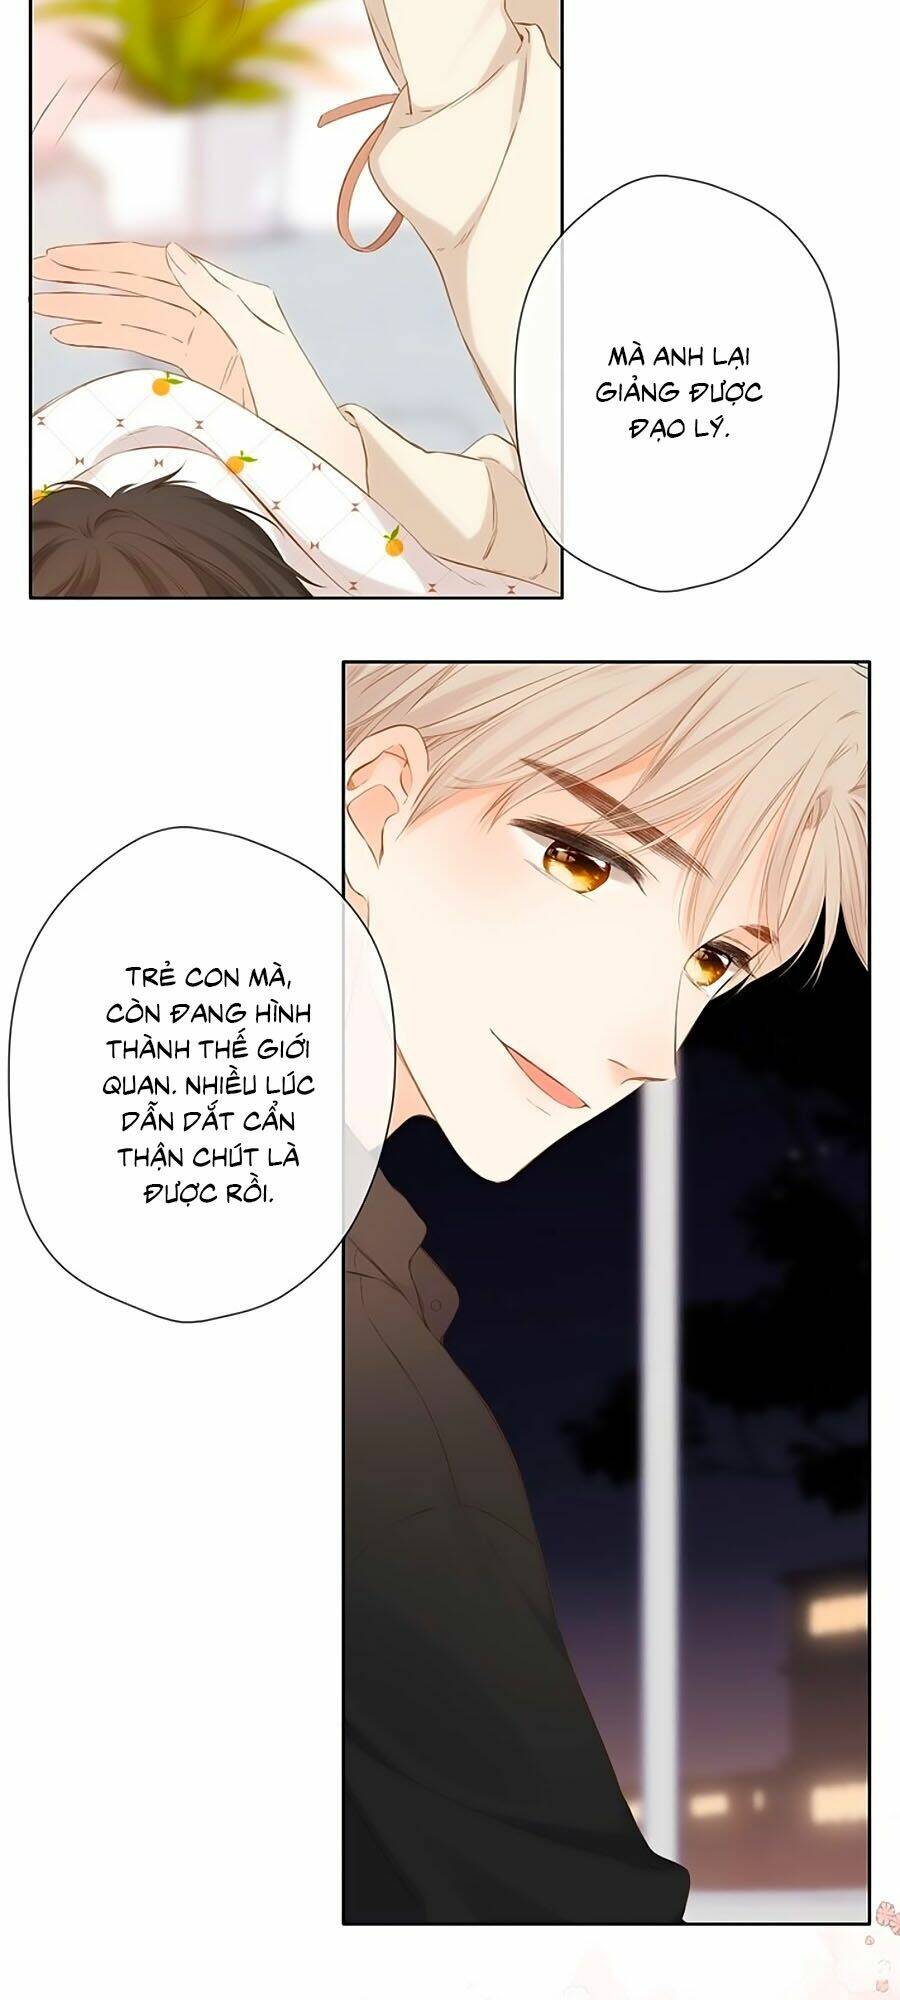 MÀ ANH LẠI
GIẢNG ĐƯỢC
ĐẠO LÝ.
TRẺ CON MÀ,
CÒN ĐANG HÌNH
THÀNH THẾ GIỚI
QUAN. NHIỀU LÚC
DẪN DẮT CẨN
THẬN CHÚT LÀ
ĐƯỢC RỒI.